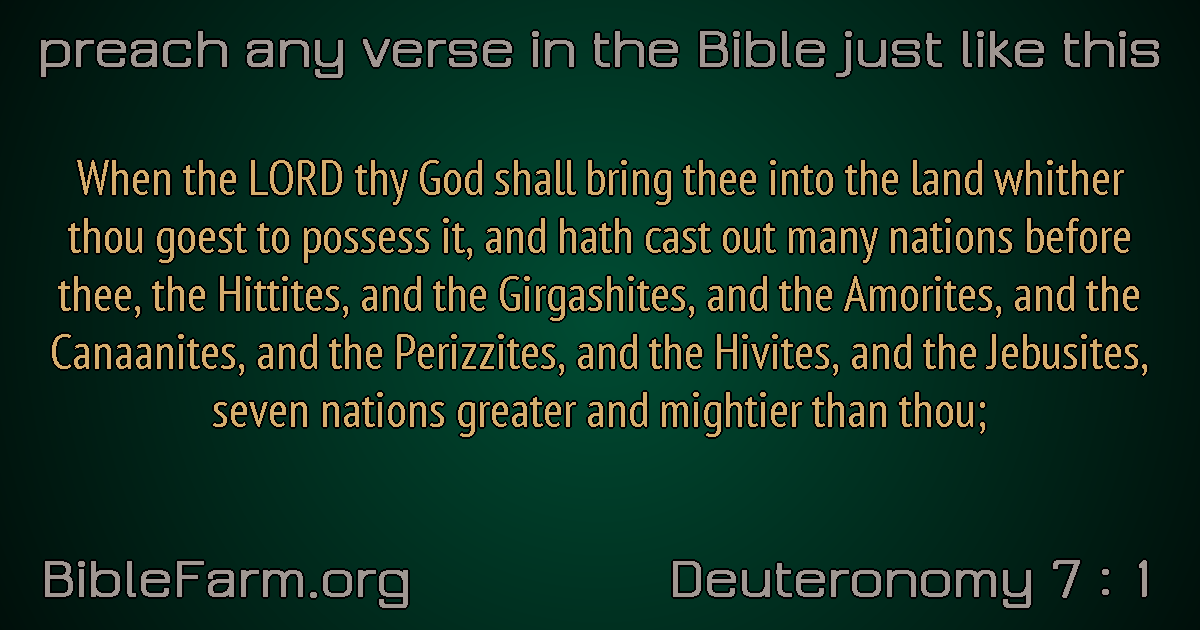 preach any verse in the Bible just like this
When the LORD thy God shall bring thee into the land whither
thou goest to possess it, and hath cast out many nations before
thee, the Hittites, and the Girgashites, and the Amorites, and the
Canaanites, and the Perizzites, and the Hivites, and the Jebusites,
seven nations greater and mightier than thou;
BibleFarm.org
Deuteronomy 7 : 1